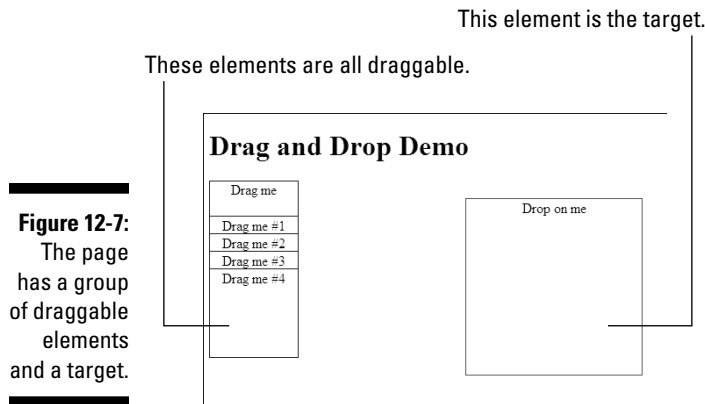 This element is the target.
These elements are all draggable.
Drag and Drop Demo
Drag me
Drag me #1
Drag me #2
Drag me #3
Drag me #4
Drop on me
Figure 12-7:
The page
has a group
of draggable
elements
and a target.